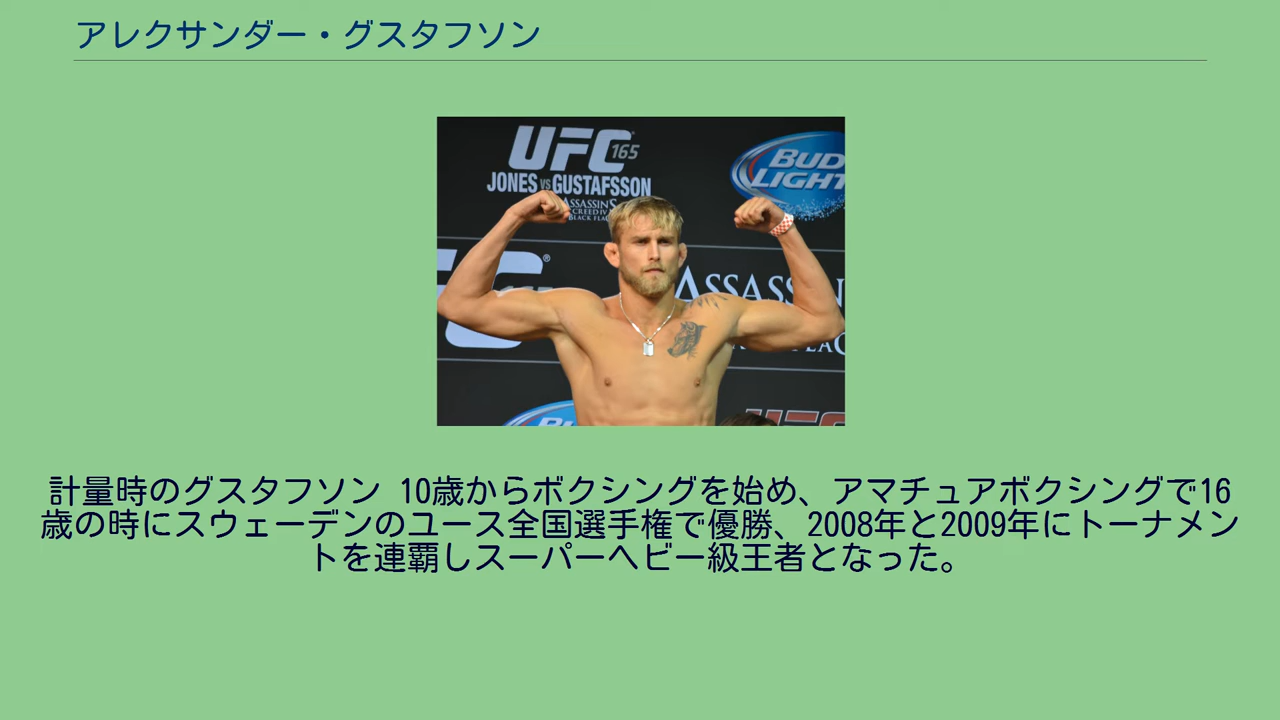 アレクサンダー・グスタフソン
UFC 165
JONES VS GUSTAFSSON
ASSASSIN'S
CREED IV
BLACK FLAG
BUD
LIGHT
ASSASSIN
UFC
計量時のグスタフソン 10歳からボクシングを始め、アマチュアボクシングで16
歳の時にスウェーデンのユース全国選手権で優勝、2008年と2009年にトーナメン
トを連覇しスーパーヘビー級王者となった。